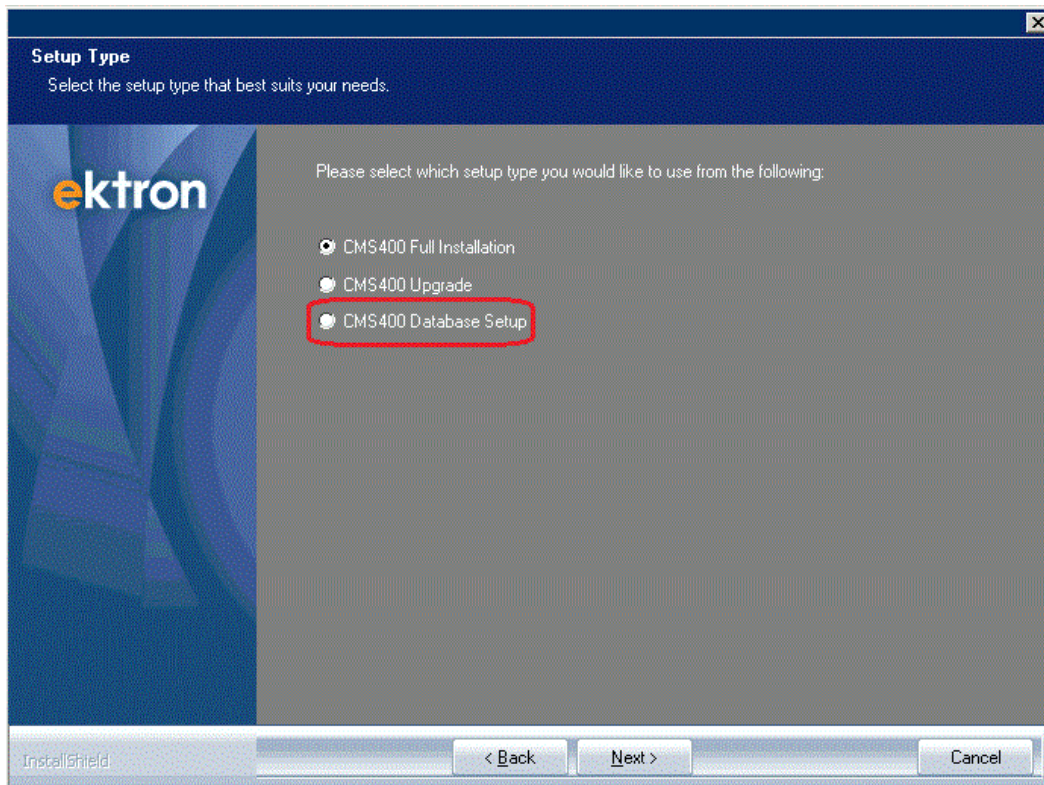 Setup Type
Select the setup type that best suits your needs.
ektron
Please select which setup type you would like to use from the following:
CMS400 Full Installation
CMS400 Upgrade
CMS400 Database Setup
InstallShield
< Back
Next >
Cancel